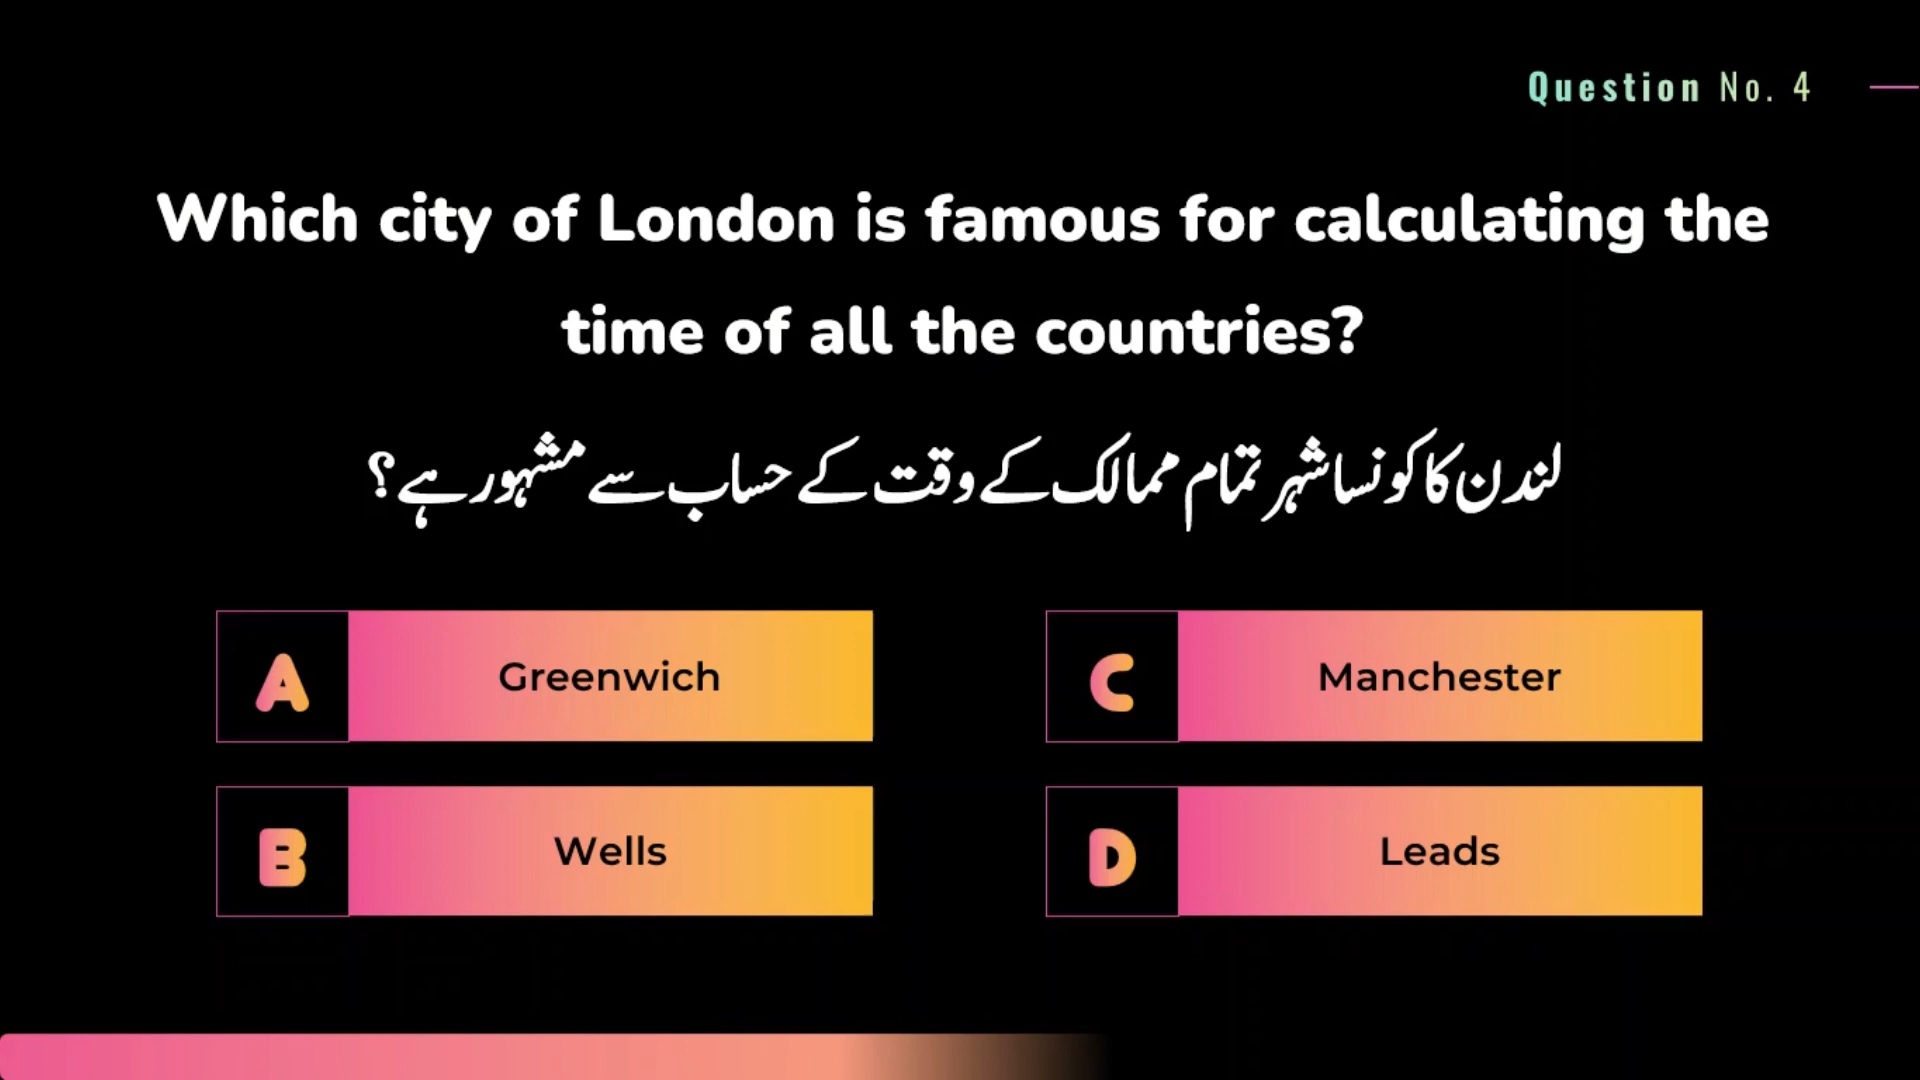 Question No. 4
Which city of London is famous for calculating the
time of all the countries?
لندن کا کونسا شہر تمام ممالک کے وقت کے حساب سے مشہور ہے؟
A Greenwich
C Manchester
B Wells
D Leads